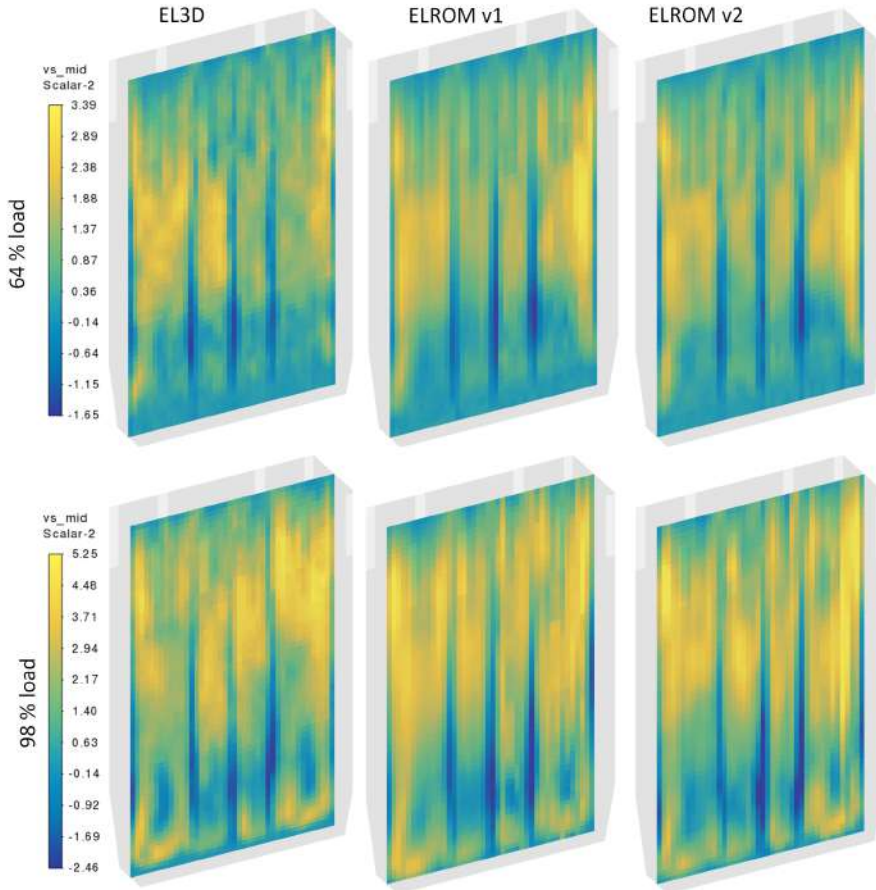 EL3D
ELROM v1
ELROM v2
vs_mid
Scalar-2
3.39
2.89
2.38
1.88
1.37
0.87
0.36
-0.14
-0.64
-1.15
-1.65
64 % load
vs_mid
Scalar-2
5.25
4.48
3.71
2.94
2.17
1.40
0.63
-0.14
-0.92
-1.69
-2.46
98 % load